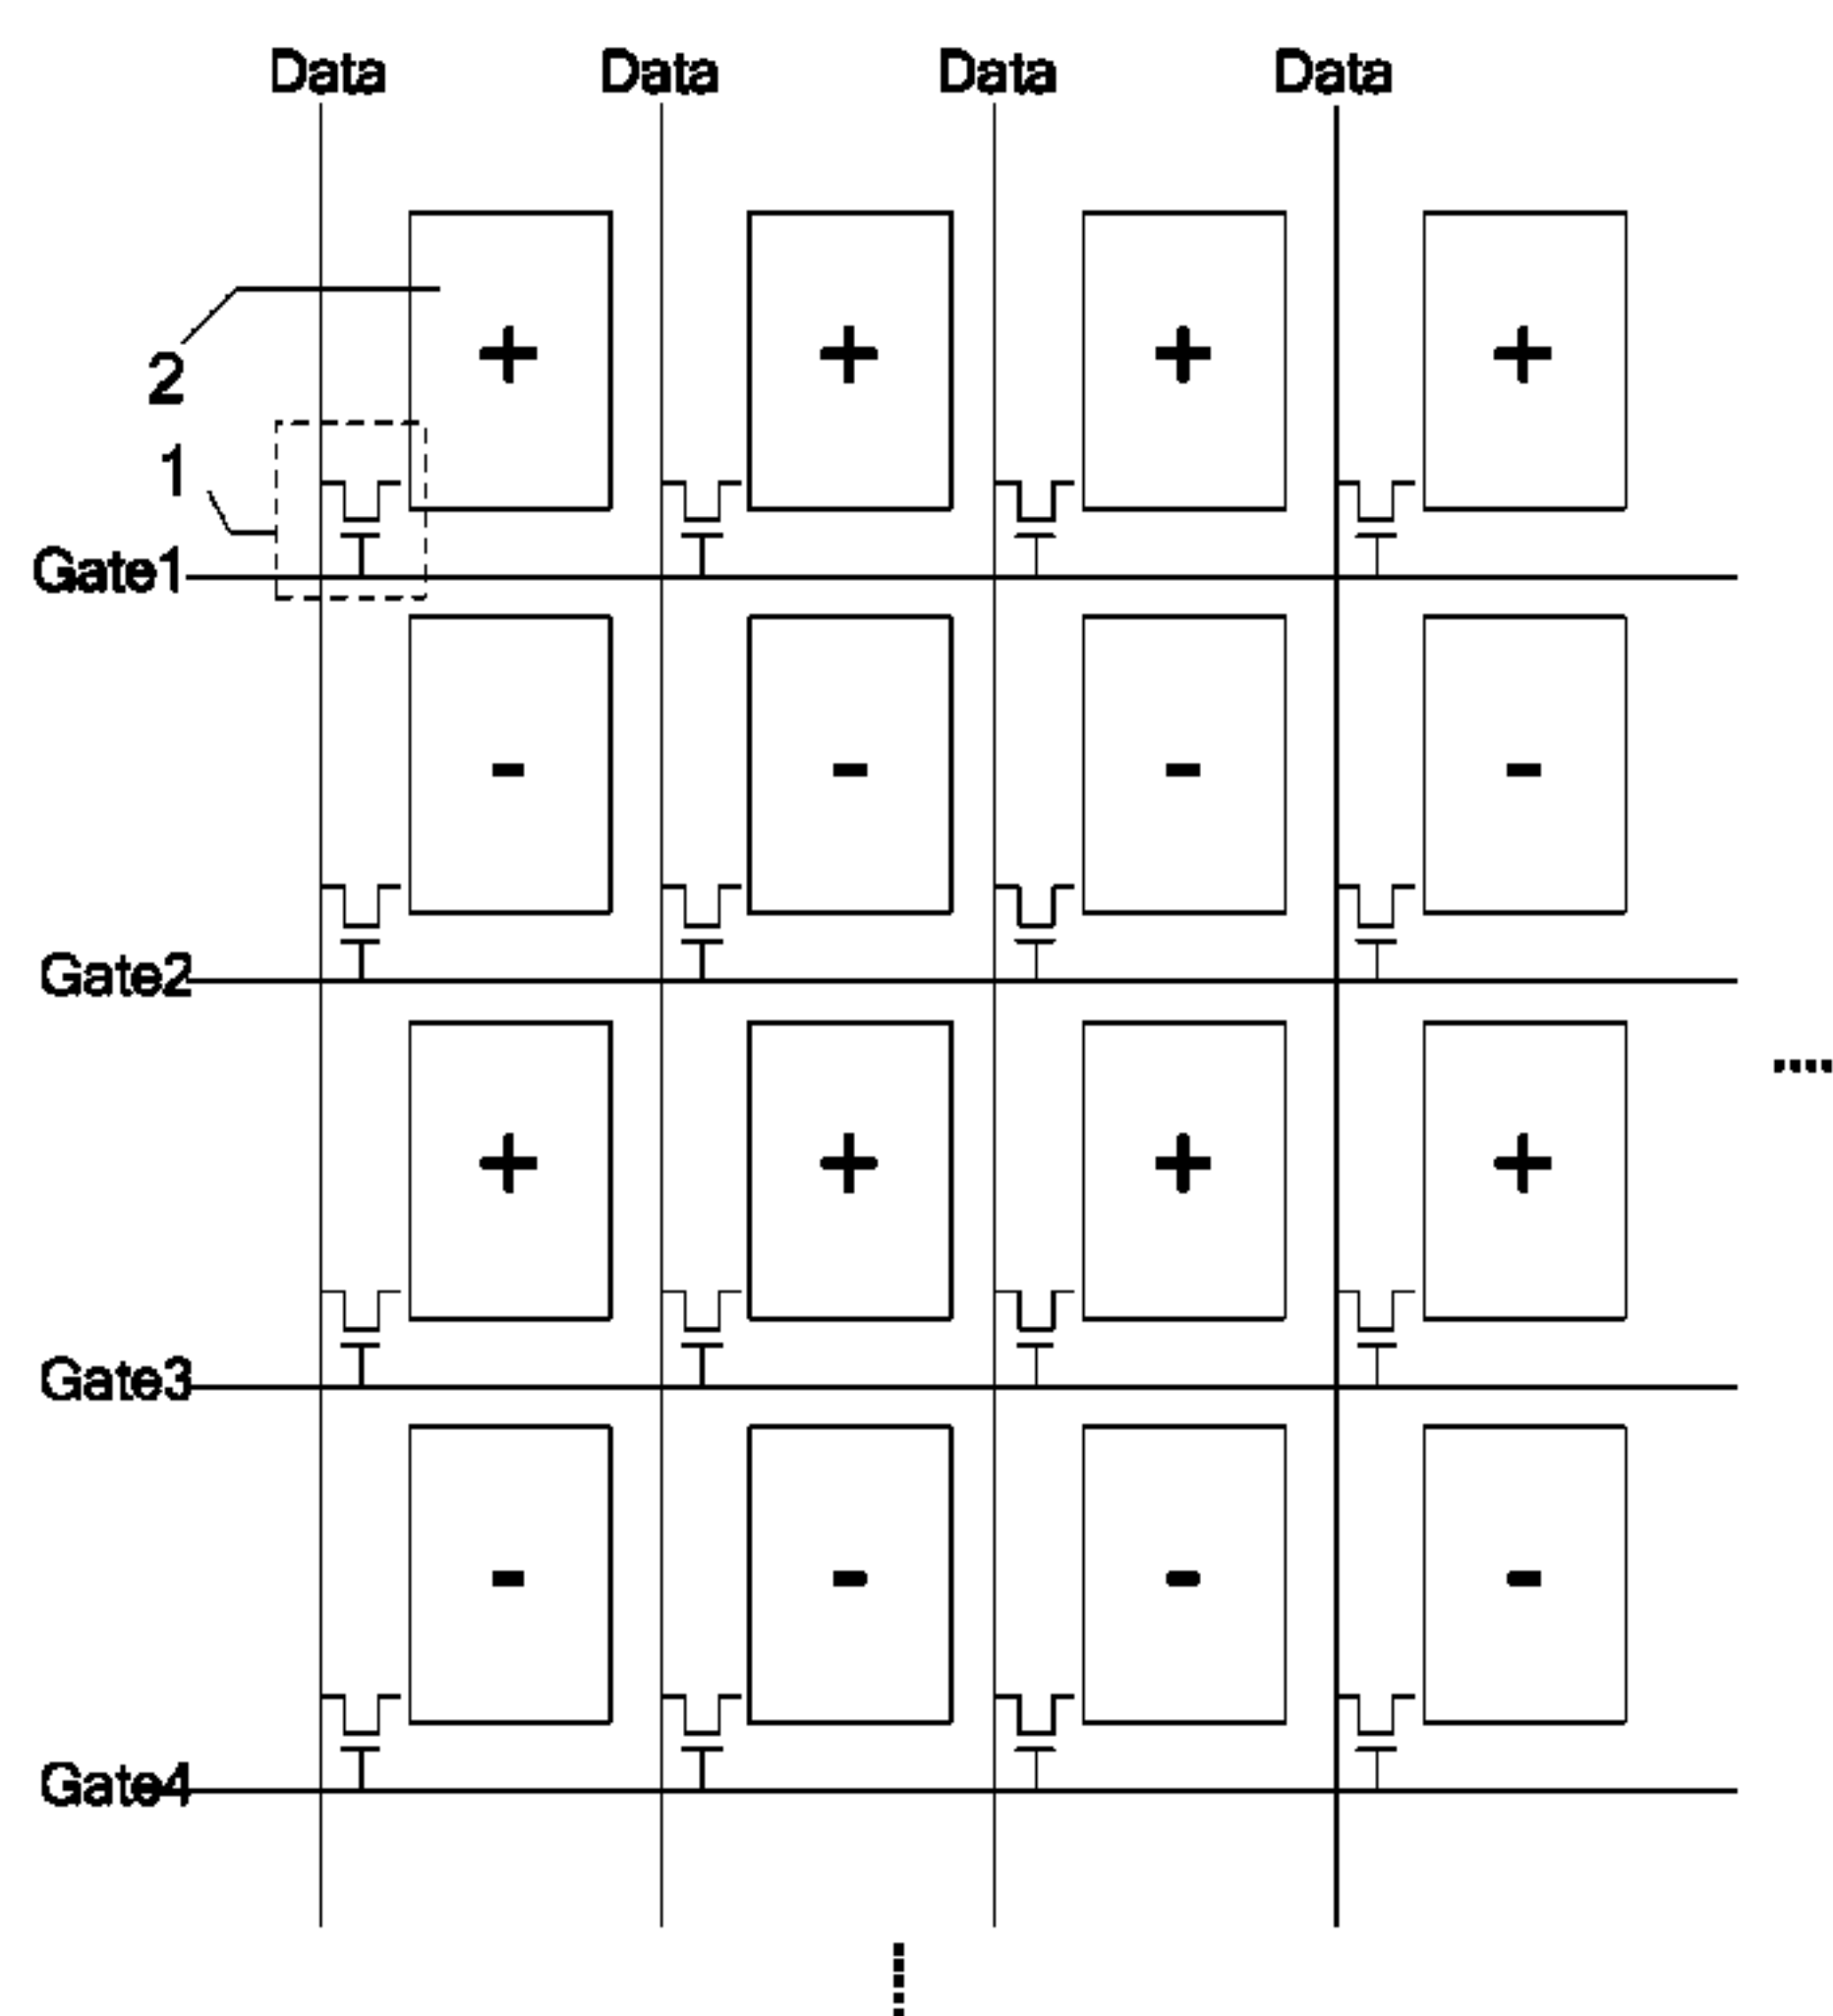 Data Data Data Data
+ + + +
2
1
Gate1
- - - -
Gate2
+ + + +
Gate3
- - - -
Gate4